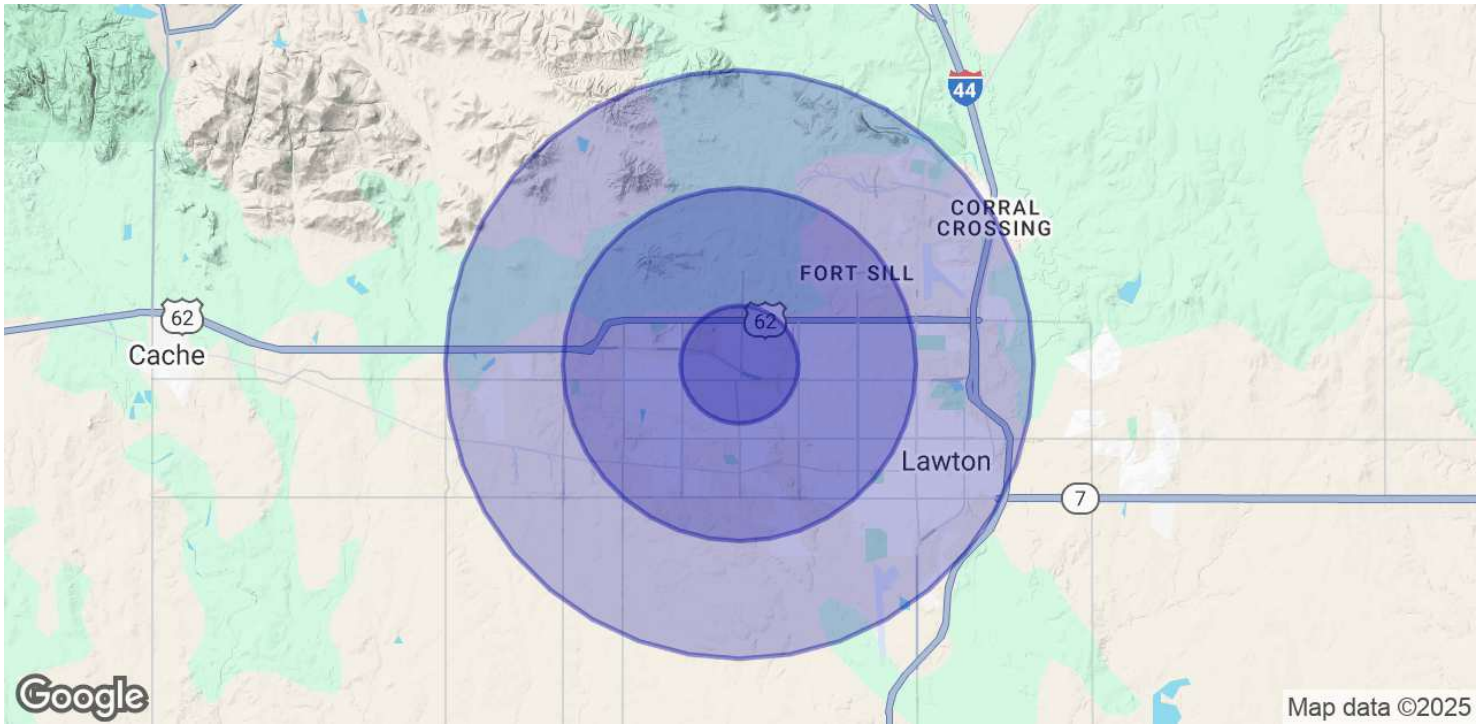 44
CORRAL
CROSSING
FORT SILL
62
62
Cache
Lawton
7
Google
Map data ©2025